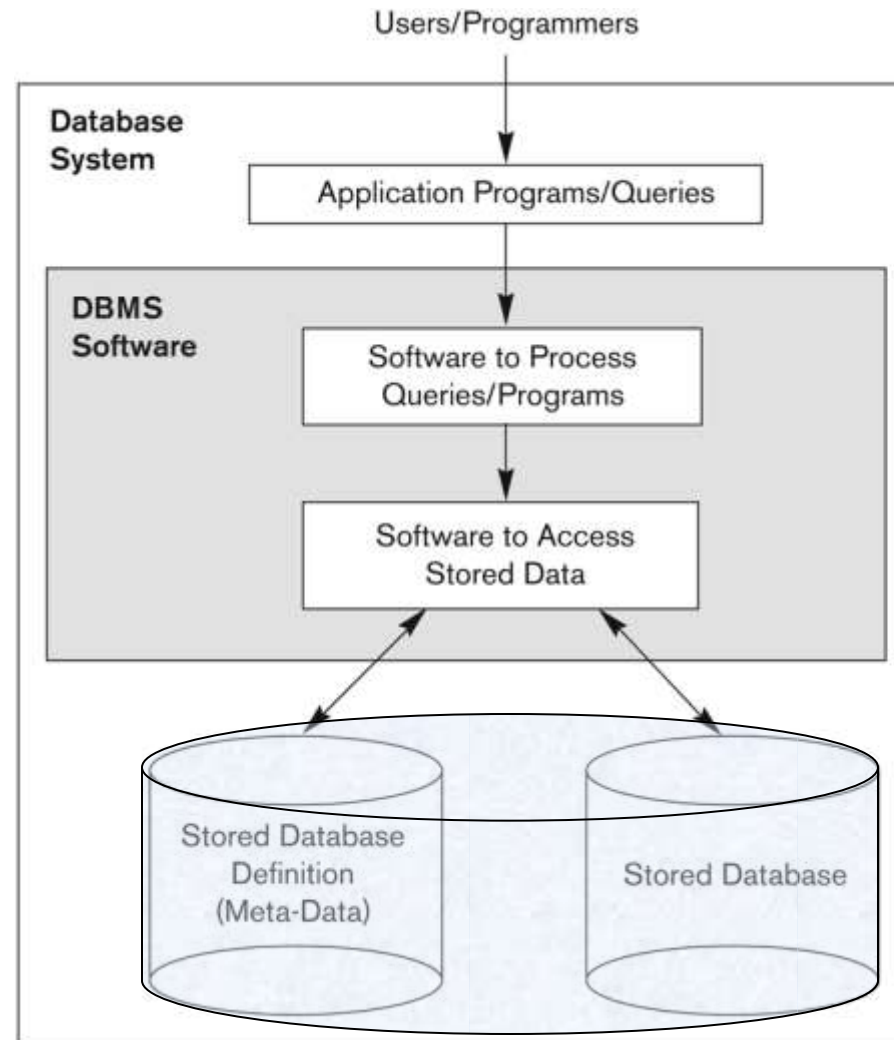 Users/Programmers
Database
System
Application Programs/Queries
DBMS
Software
Software to Process
Queries/Programs
Software to Access
Stored Data
Stored Database
Definition
(Meta-Data)
Stored Database